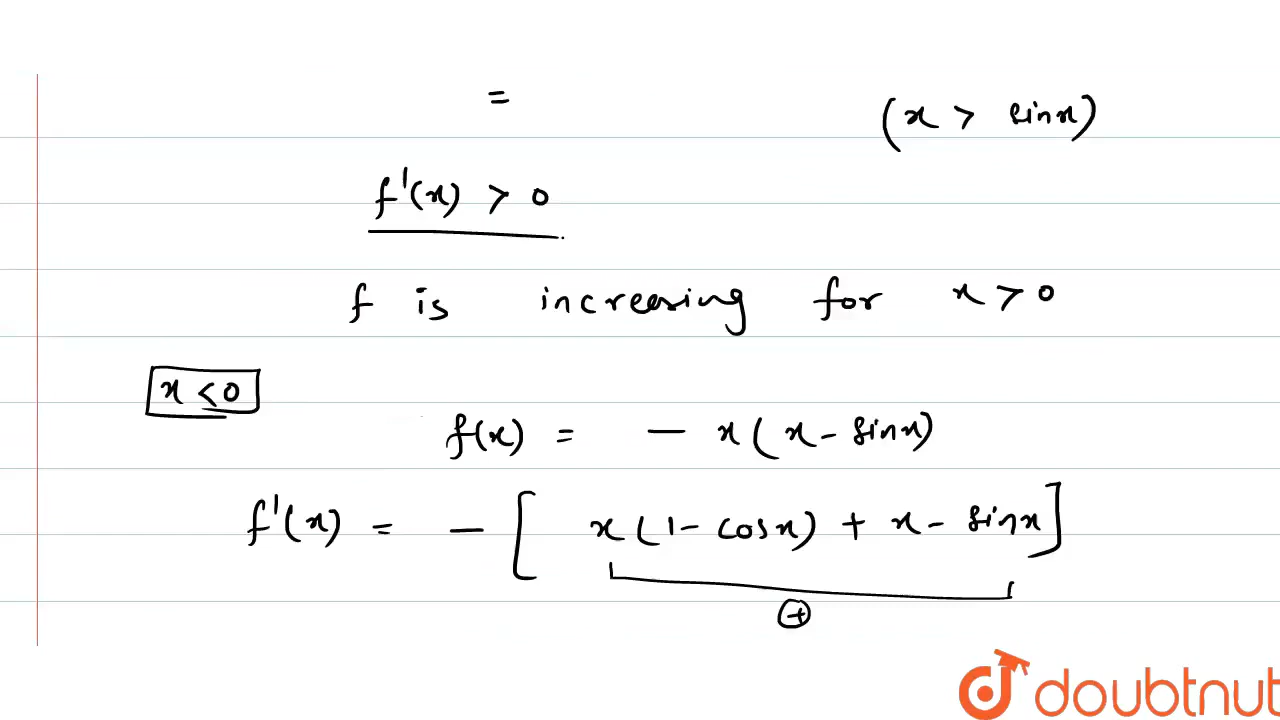 = (x > sinx)
f'(x) > 0
f is increasing for x > 0
x < 0
f(x) = - x(x - sinx)
f'(x) = - [ x(1 - cosx) + x - sinx ]
+
doubtnut